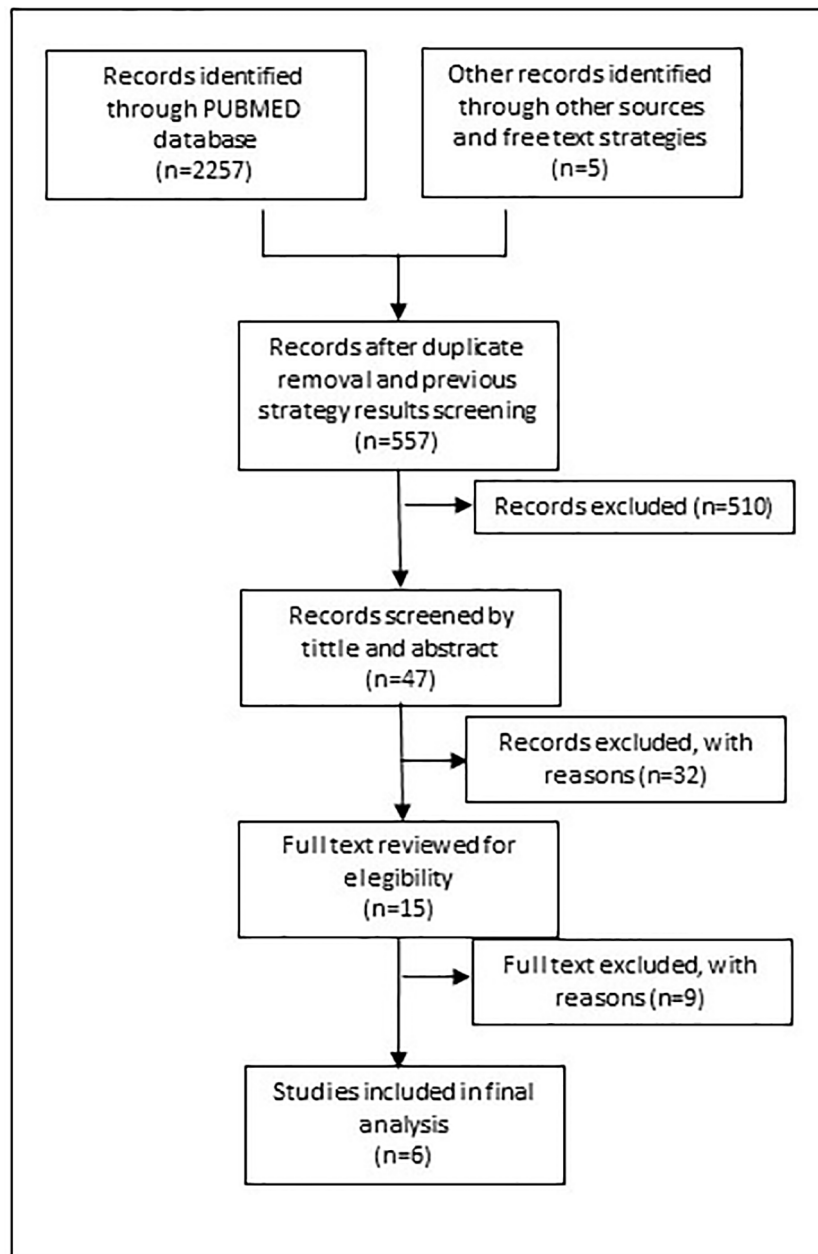 Records identified
through PUBMED
database
(n=2257)
Other records identified
through other sources
and free text strategies
(n=5)
Records after duplicate
removal and previous
strategy results screening
(n=557)
Records excluded (n=510)
Records screened by
tittle and abstract
(n=47)
Records excluded, with
reasons (n=32)
Full text reviewed for
elegibility
(n=15)
Full text excluded, with
reasons (n=9)
Studies included in final
analysis
(n=6)